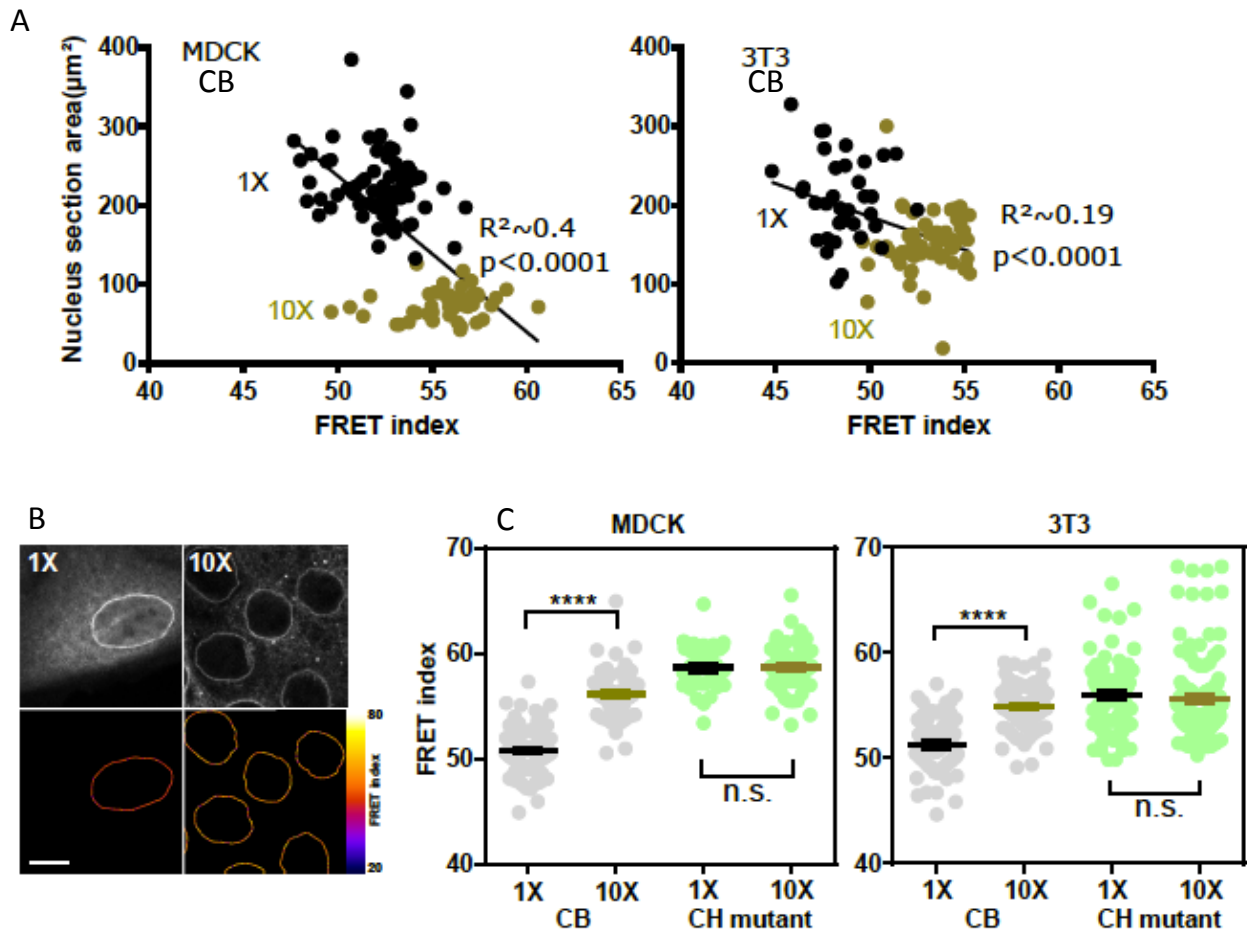 A
Nucleus section area(µm²)
400
300
200
100
0
MDCK
CB
1X
10X
R²~0.4
p<0.0001
40 45 50 55 60 65
FRET index
400
300
200
100
0
3T3
CB
1X
10X
R²~0.19
p<0.0001
40 45 50 55 60 65
FRET index
B
1X
10X
80
FRET index
20
C
MDCK
FRET index
70
60
50
40
****
n.s.
1X 10X 1X 10X
CB CH mutant
3T3
70
60
50
40
****
n.s.
1X 10X 1X 10X
CB CH mutant